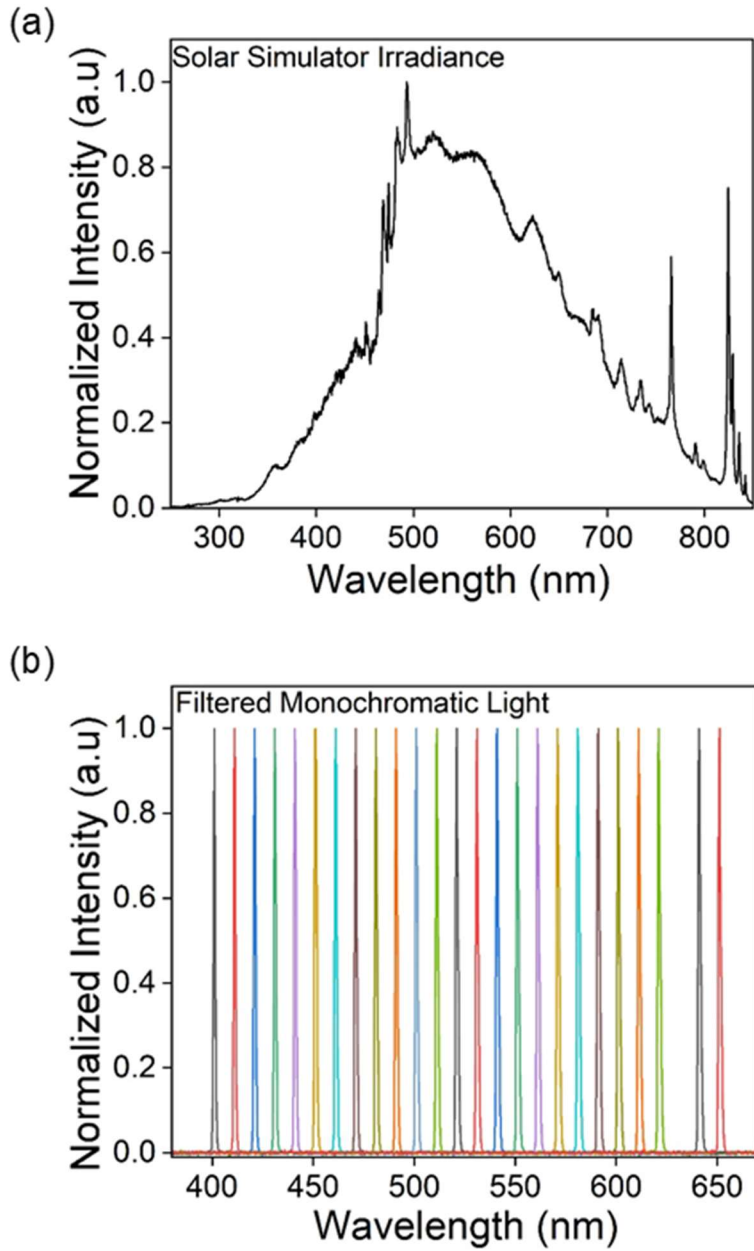 (a)
Solar Simulator Irradiance
Normalized Intensity (a.u)
1.0
0.8
0.6
0.4
0.2
0.0
300 400 500 600 700 800
Wavelength (nm)
(b)
Filtered Monochromatic Light
Normalized Intensity (a.u)
1.0
0.8
0.6
0.4
0.2
0.0
400 450 500 550 600 650
Wavelength (nm)